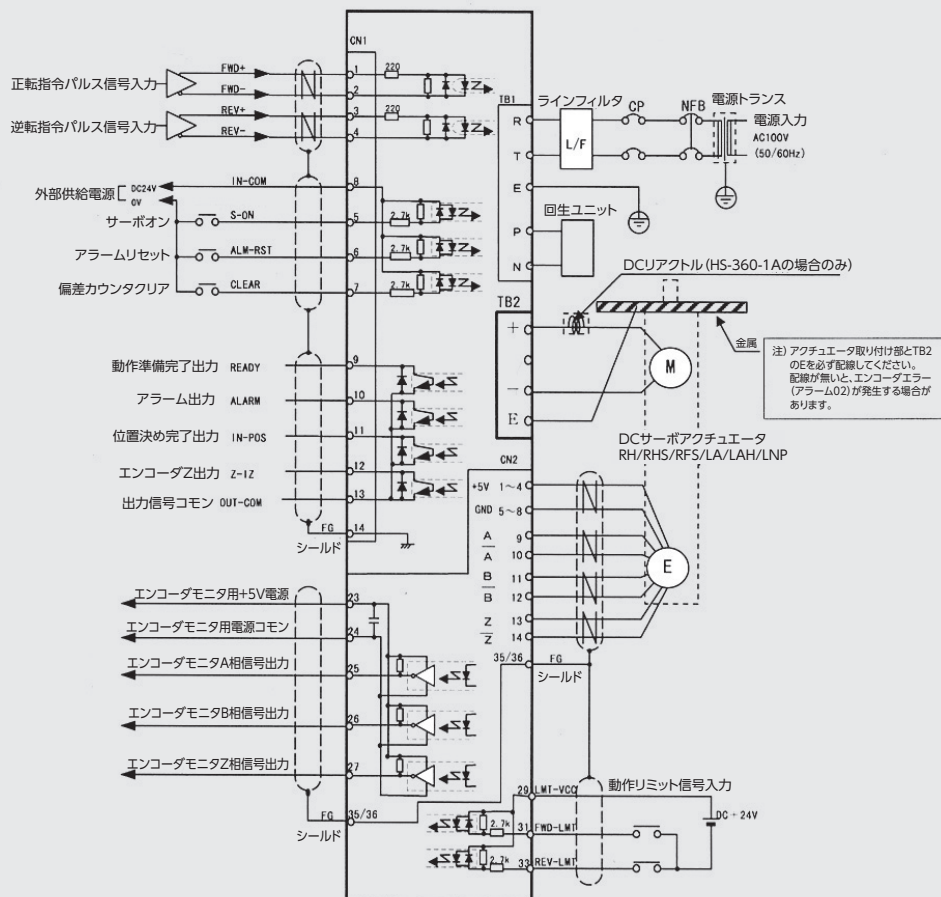 CN1
正転指令パルス信号入力
FWD+
1
220
FWD-
2
逆転指令パルス信号入力
REV+
3
220
REV-
4
外部供給電源
DC24V
0V
IN-COM
8
サーボオン
S-ON
5
2.7k
アラームリセット
ALM-RST
6
2.7k
偏差カウンタクリア
CLEAR
7
2.7k
動作準備完了出力 READY
9
アラーム出力 ALARM
10
位置決め完了出力 IN-POS
11
エンコーダZ出力 Z-IZ
12
出力信号コモン OUT-COM
13
FG
14
シールド
エンコーダモニタ用+5V電源
23
エンコーダモニタ用電源コモン
24
エンコーダモニタA相信号出力
25
エンコーダモニタB相信号出力
26
エンコーダモニタZ相信号出力
27
FG
35/36
シールド
TB1
R
T
E
P
N
ラインフィルタ
L/F
CP
NFB
電源トランス
電源入力
AC100V
(50/60Hz)
回生ユニット
DCリアクトル(HS-360-1Aの場合のみ)
TB2
+
−
E
M
金属
注) アクチュエータ取り付け部とTB2
のEを必ず配線してください。
配線が無いと、エンコーダエラー
(アラーム02)が発生する場合が
あります。
DCサーボアクチュエータ
RH/RHS/RFS/LA/LAH/LNP
CN2
+5V 1～4
GND 5～8
A 9
A̅ 10
B 11
B̅ 12
Z 13
Z̅ 14
E
35/36
FG
シールド
動作リミット信号入力
29
LMT-VCC
DC+24V
2.7k
31
FWD-LMT
2.7k
33
REV-LMT